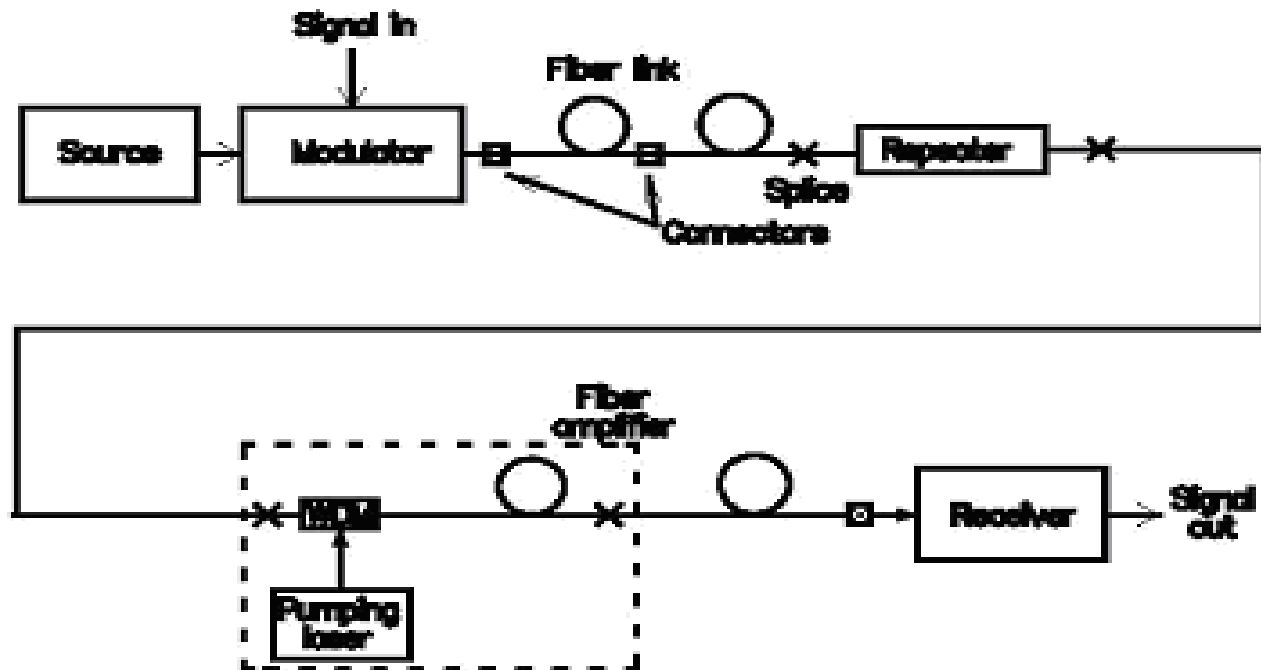 Signal in
Fiber link
Source
Modulator
Repeater
Splice
Connectors
Fiber
amplifier
WDM
Receiver
Signal
out
Pumping
laser